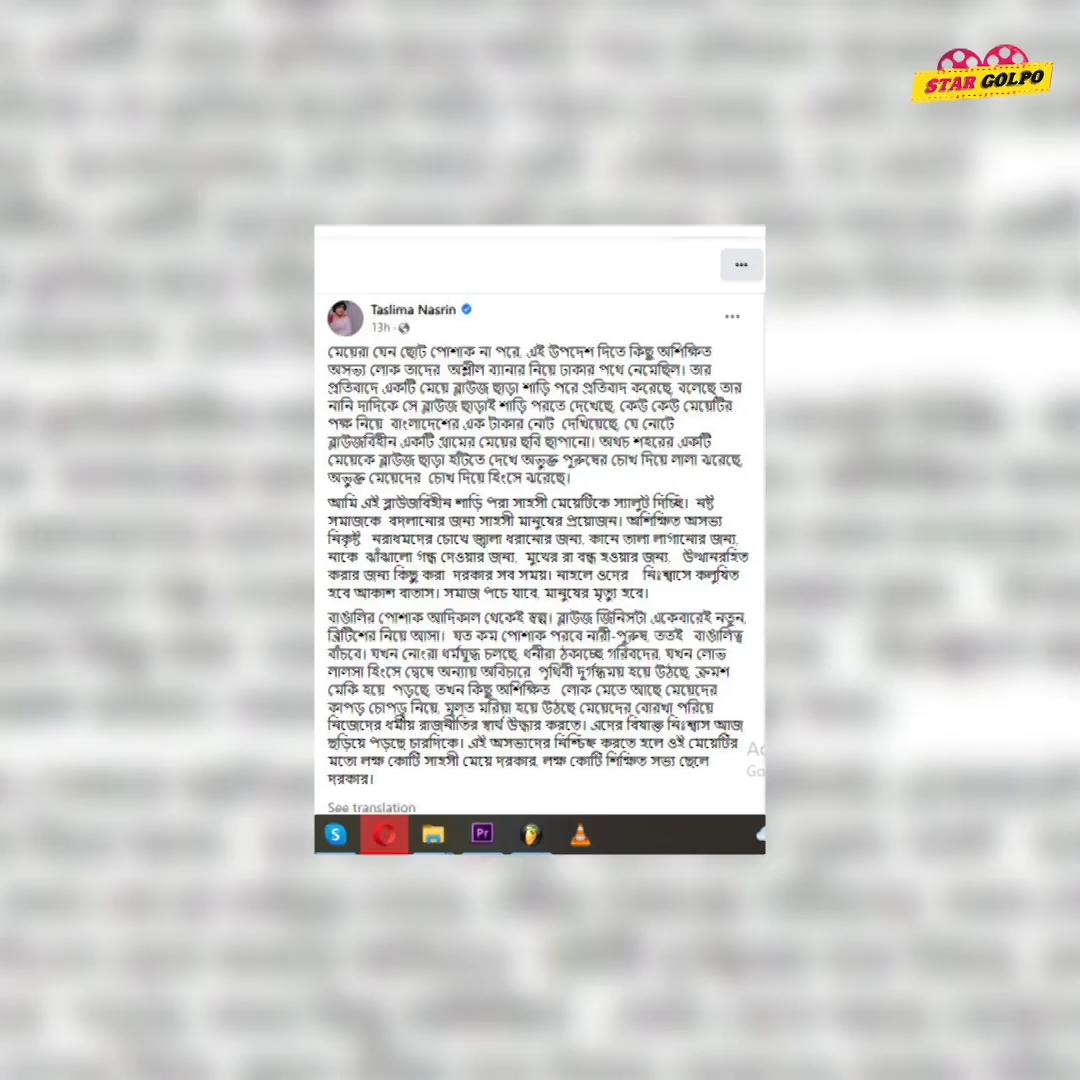 STAR GOLPO
Taslima Nasrin
13h
মেয়েরা যেন ছোট পোশাক না পরে, এই উপদেশ দিতে কিছু অশিক্ষিত
অসভ্য লোক তাদের অশ্লীল ব্যানার নিয়ে ঢাকার পথে নেমেছিল। তার
প্রতিবাদে একটি মেয়ে ব্লাউজ ছাড়া শাড়ি পরে প্রতিবাদ করেছে, বলেছে তার
নানি দাদিকে সে ব্লাউজ ছাড়াই শাড়ি পরতে দেখেছে, কেউ কেউ মেয়েটির
পক্ষ নিয়ে বাংলাদেশের এক টাকার নোট দেখিয়েছে, যে নোটে
ব্লাউজবিহীন একটি গ্রামের মেয়ের ছবি ছাপানো। অথচ শহরের একটি
মেয়েকে ব্লাউজ ছাড়া হাঁটতে দেখে অভুক্ত পুরুষের চোখ দিয়ে লালা ঝরেছে,
অভুক্ত মেয়েদের চোখ দিয়ে হিংসে ঝরেছে।
আমি এই ব্লাউজবিহীন শাড়ি পরা সাহসী মেয়েটিকে স্যালুট দিচ্ছি। নষ্ট
সমাজকে বদলানোর জন্য সাহসী মানুষের প্রয়োজন। অশিক্ষিত অসভ্য
নিকৃষ্ট নরাধমদের চোখে জ্বালা ধরানোর জন্য, কানে তালা লাগানোর জন্য,
নাকে ঝাঁঝালো গন্ধ দেওয়ার জন্য, মুখের রা বন্ধ হওয়ার জন্য, উত্থানরহিত
করার জন্য কিছু করা দরকার সব সময়। নাহলে ওদের নিঃশ্বাসে কলুষিত
হবে আকাশ বাতাস। সমাজ পচে যাবে, মানুষের মৃত্যু হবে।
বাঙালির পোশাক আদিকাল থেকেই স্বল্প। ব্লাউজ জিনিসটা একেবারেই নতুন,
ব্রিটিশের নিয়ে আসা। যত কম পোশাক পরবে নারী-পুরুষ, ততই বাঙালিত্ব
বাঁচবে। যখন নোংরা ধর্মযুদ্ধ চলছে, ধনীরা ঠকাচ্ছে গরিবদের, যখন লোভ
লালসা হিংসে দ্বেষে অন্যায় অবিচারে পৃথিবী দুর্গন্ধময় হয়ে উঠছে, ক্রমশ
মেকি হয়ে পড়ছে, তখন কিছু অশিক্ষিত লোক মেতে আছে মেয়েদের
কাপড় চোপড় নিয়ে, মূলত মরিয়া হয়ে উঠছে মেয়েদের বোরখা পরিয়ে
নিজেদের ধর্মীয় রাজনীতির স্বার্থ উদ্ধার করতে। এদের বিষাক্ত নিঃশ্বাস আজ
ছড়িয়ে পড়ছে চারদিকে। এই অসভ্যদের নিশ্চিহ্ন করতে হলে ওই মেয়েটির
মতো লক্ষ কোটি সাহসী মেয়ে দরকার, লক্ষ কোটি শিক্ষিত সভ্য ছেলে
দরকার।
See translation
Pr